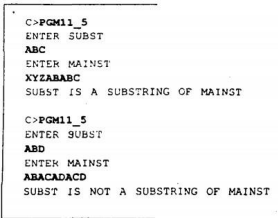 C>PGM11_5
ENTER SUBST
ABC
ENTER MAINST
XYZABABC
SUBST IS A SUBSTRING OF MAINST
C>PGM11_5
ENTER SUBST
ABD
ENTER MAINST
ABACADACD
SUBST IS NOT A SUBSTRING OF MAINST